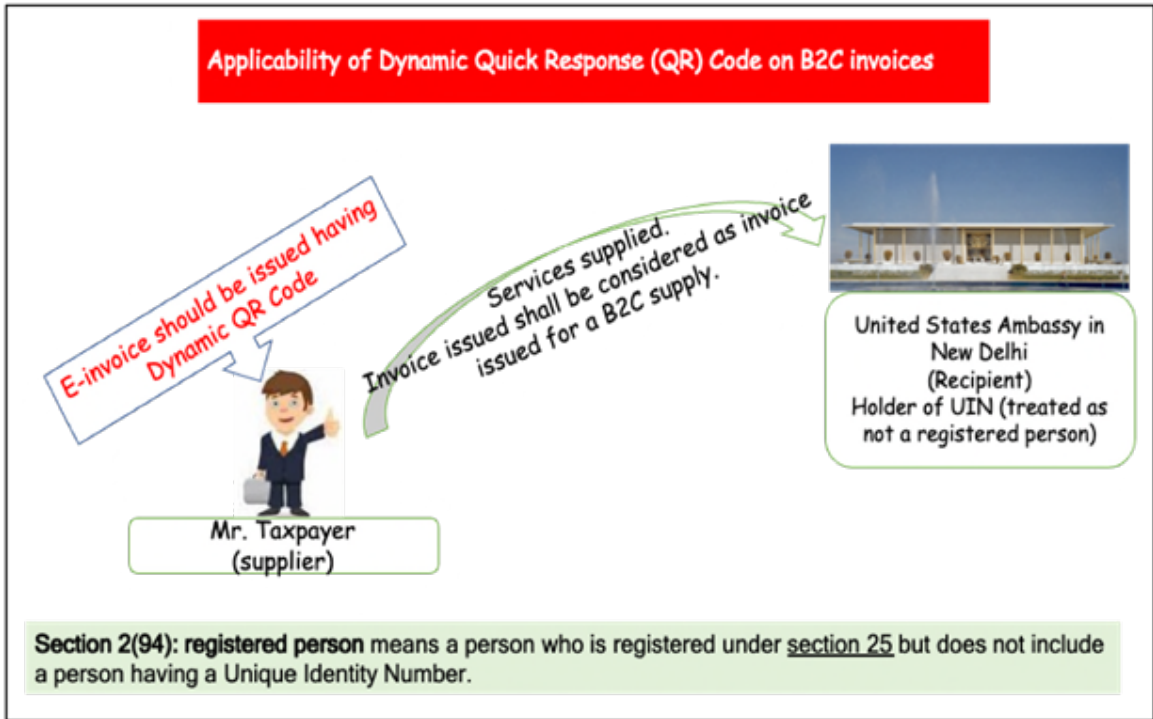 Applicability of Dynamic Quick Response (QR) Code on B2C invoices
E-invoice should be issued having
Dynamic QR Code
Services supplied.
Invoice issued shall be considered as invoice
issued for a B2C supply.
United States Ambassy in
New Delhi
(Recipient)
Holder of UIN (treated as
not a registered person)
Mr. Taxpayer
(supplier)
Section 2(94): registered person means a person who is registered under section 25 but does not include
a person having a Unique Identity Number.